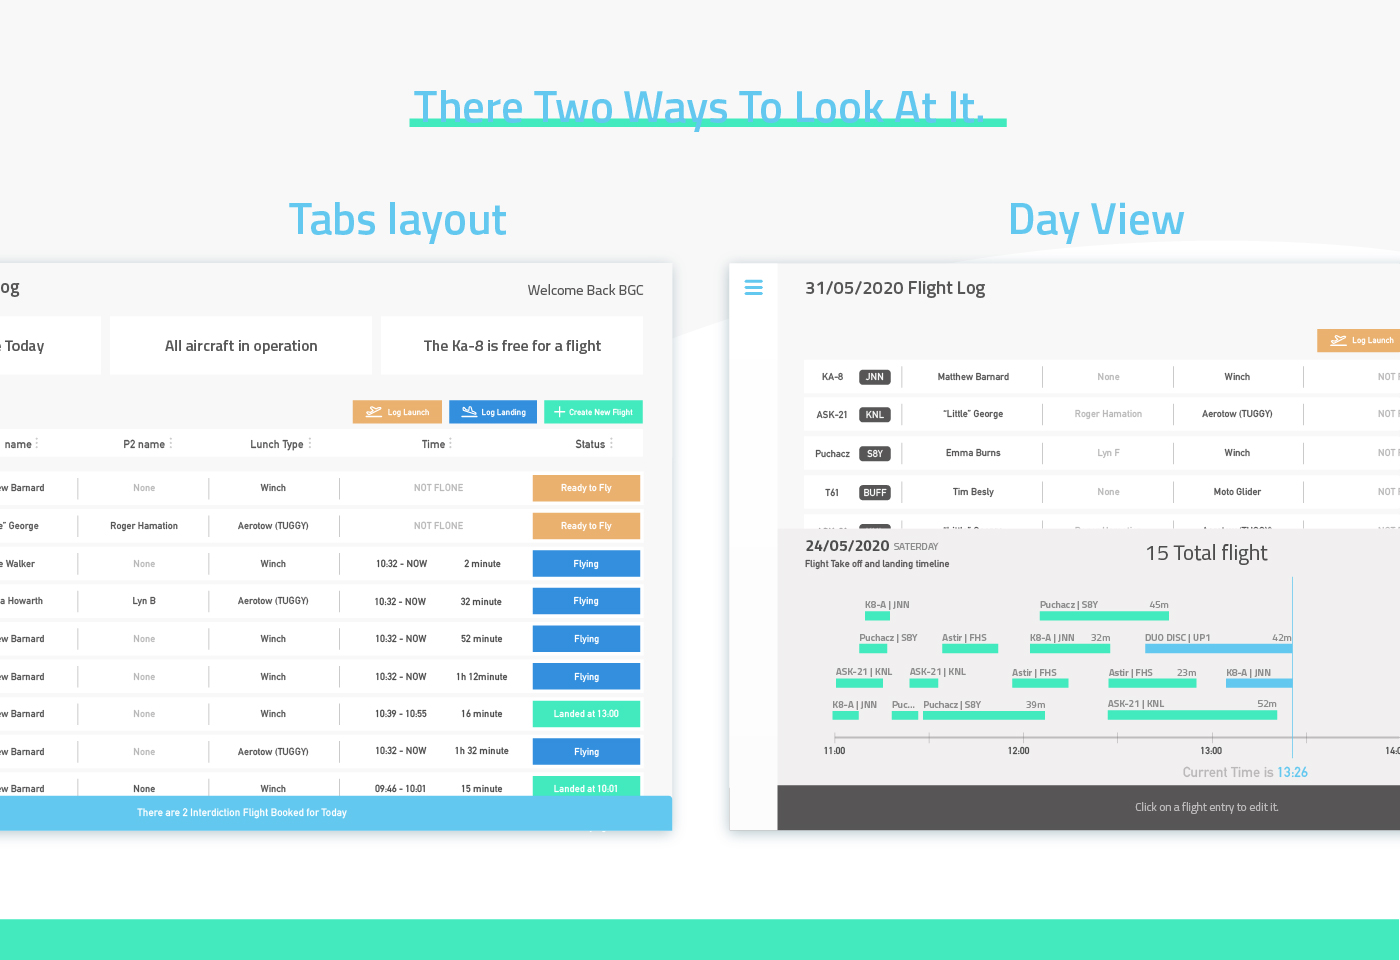 There Two Ways To Look At It.
Tabs layout
og
Welcome Back BGC
Today
All aircraft in operation
The Ka-8 is free for a flight
Log Launch
Log Landing
Create New Flight
name
P2 name
Lunch Type
Time
Status
ew Barnard None Winch NOT FLONE Ready to Fly
e" George Roger Hamation Aerotow (TUGGY) NOT FLONE Ready to Fly
e Walker None Winch 10:32 - NOW 2 minute Flying
a Howarth Lyn B Aerotow (TUGGY) 10:32 - NOW 32 minute Flying
ew Barnard None Winch 10:32 - NOW 52 minute Flying
ew Barnard None Winch 10:32 - NOW 1h 12minute Flying
ew Barnard None Winch 10:39 - 10:55 16 minute Landed at 13:00
ew Barnard None Aerotow (TUGGY) 10:32 - NOW 1h 32 minute Flying
ew Barnard None Winch 09:46 - 10:01 15 minute Landed at 10:01
There are 2 Interdiction Flight Booked for Today
Day View
31/05/2020 Flight Log
Log Launch
KA-8 JNN Matthew Barnard None Winch NOT F
ASK-21 KNL "Little" George Roger Hamation Aerotow (TUGGY) NOT F
Puchacz S8Y Emma Burns Lyn F Winch NOT F
T61 BUFF Tim Besly None Moto Glider NOT F
24/05/2020 SATERDAY
Flight Take off and landing timeline
15 Total flight
K8-A | JNN Puchacz | S8Y 45m
Puchacz | S8Y Astir | FHS K8-A | JNN 32m DUO DISC | UP1 42m
ASK-21 | KNL ASK-21 | KNL Astir | FHS Astir | FHS 23m K8-A | JNN
K8-A | JNN Puc... Puchacz | S8Y 39m ASK-21 | KNL 52m
11:00 12:00 13:00 14:0
Current Time is 13:26
Click on a flight entry to edit it.